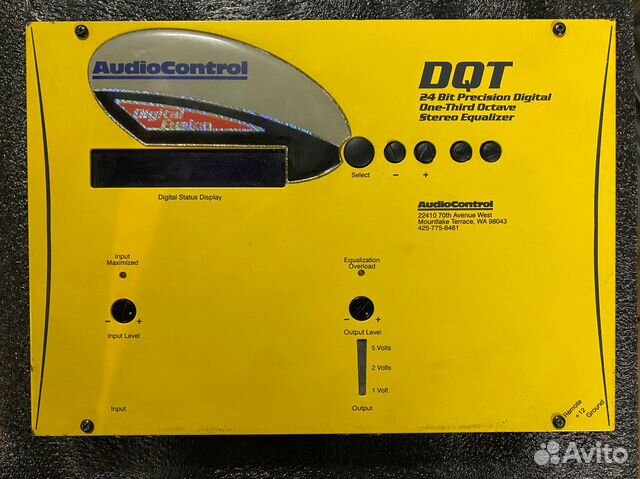 AudioControl
Digital
DQT
24 Bit Precision Digital
One-Third Octave
Stereo Equalizer
Select
-
+
Digital Status Display
AudioControl
22410 70th Avenue West
Mountlake Terrace, WA 98043
425-775-8461
Input
Maximized
- +
Input Level
Equalization
Overload
- +
Output Level
5 Volts
2 Volts
1 Volt
Input
Output
Remote
+12
Ground
Avito